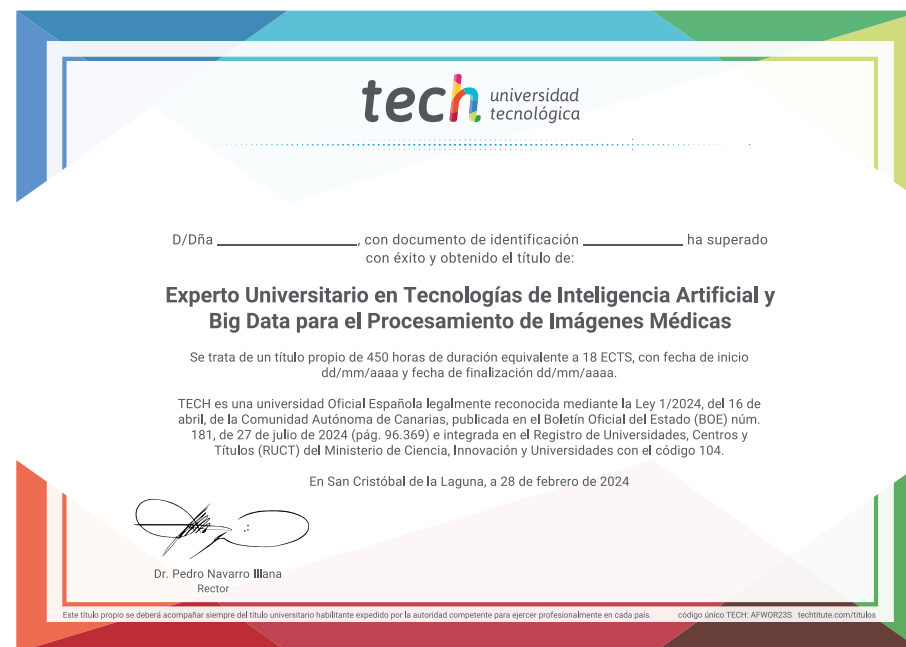 tech universidad
tecnológica
D/Dña ____________________, con documento de identificación ______________ ha superado
con éxito y obtenido el título de:
Experto Universitario en Tecnologías de Inteligencia Artificial y
Big Data para el Procesamiento de Imágenes Médicas
Se trata de un título propio de 450 horas de duración equivalente a 18 ECTS, con fecha de inicio
dd/mm/aaaa y fecha de finalización dd/mm/aaaa.
TECH es una universidad Oficial Española legalmente reconocida mediante la Ley 1/2024, del 16 de
abril, de la Comunidad Autónoma de Canarias, publicada en el Boletín Oficial del Estado (BOE) núm.
181, de 27 de julio de 2024 (pág. 96.369) e integrada en el Registro de Universidades, Centros y
Títulos (RUCT) del Ministerio de Ciencia, Innovación y Universidades con el código 104.
En San Cristóbal de la Laguna, a 28 de febrero de 2024
Dr. Pedro Navarro Illana
Rector
Este título propio se deberá acompañar siempre del título universitario habilitante expedido por la autoridad competente para ejercer profesionalmente en cada país. código único TECH: AFWOR23S techtitute.com/titulos